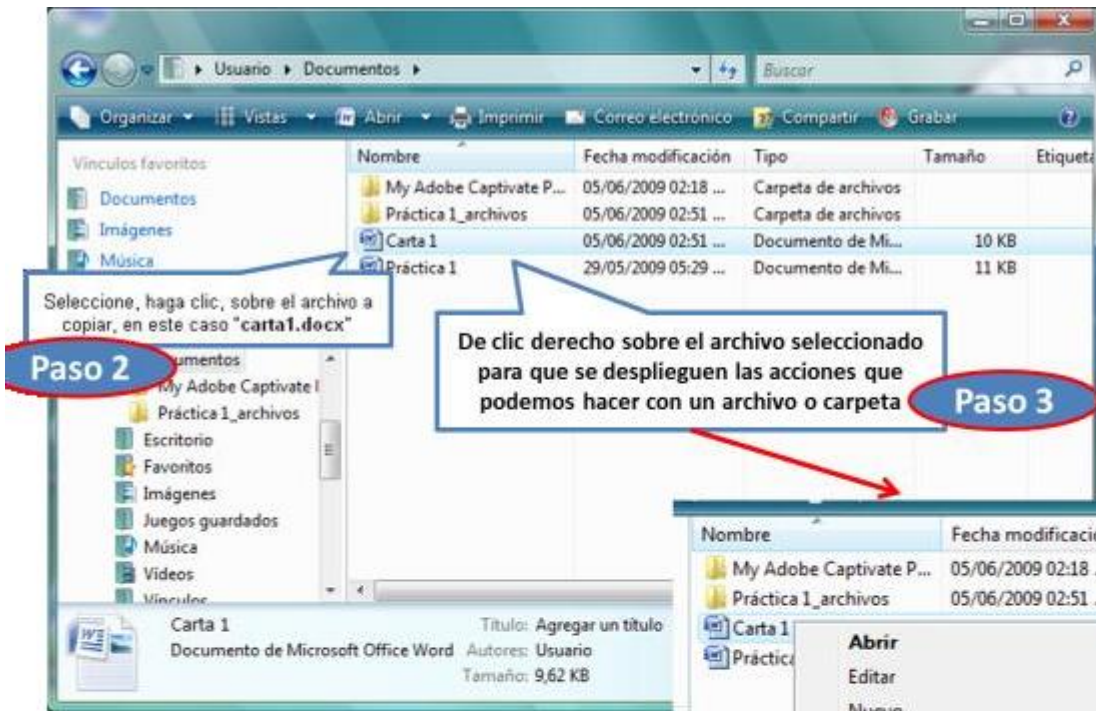 Usuario ▸ Documentos ▸
Buscar
Organizar Vistas Abrir Imprimir Correo electrónico Compartir Grabar
Vínculos favoritos
Documentos
Imágenes
Música
Nombre Fecha modificación Tipo Tamaño Etiqueta
My Adobe Captivate P... 05/06/2009 02:18 ... Carpeta de archivos
Práctica 1_archivos 05/06/2009 02:51 ... Carpeta de archivos
Carta 1 05/06/2009 02:51 ... Documento de Mi... 10 KB
Práctica 1 29/05/2009 05:29 ... Documento de Mi... 11 KB
Seleccione, haga clic, sobre el archivo a
copiar, en este caso "carta1.docx"
Paso 2
De clic derecho sobre el archivo seleccionado
para que se desplieguen las acciones que
podemos hacer con un archivo o carpeta
Paso 3
My Adobe Captivate
Práctica 1_archivos
Escritorio
Favoritos
Imágenes
Juegos guardados
Música
Videos
Vínculos
Carta 1
Documento de Microsoft Office Word
Título: Agregar un título
Autores: Usuario
Tamaño: 9,62 KB
Nombre Fecha modificaci
My Adobe Captivate P... 05/06/2009 02:18
Práctica 1_archivos 05/06/2009 02:51
Carta 1
Práctica
Abrir
Editar
Nuevo